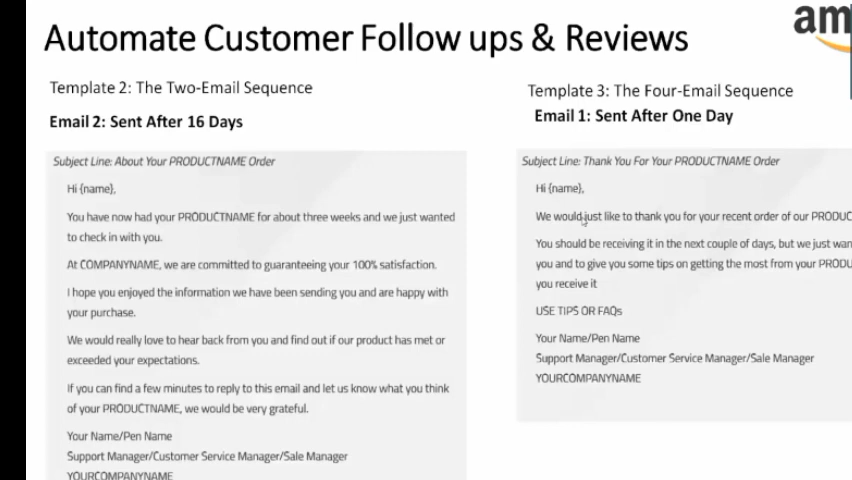 Automate Customer Follow ups & Reviews
am
Template 2: The Two-Email Sequence
Email 2: Sent After 16 Days
Subject Line: About Your PRODUCTNAME Order
Hi {name},
You have now had your PRODUCTNAME for about three weeks and we just wanted
to check in with you.
At COMPANYNAME, we are committed to guaranteeing your 100% satisfaction.
I hope you enjoyed the information we have been sending you and are happy with
your purchase.
We would really love to hear back from you and find out if our product has met or
exceeded your expectations.
If you can find a few minutes to reply to this email and let us know what you think
of your PRODUCTNAME, we would be very grateful.
Your Name/Pen Name
Support Manager/Customer Service Manager/Sale Manager
YOURCOMPANYNAME
Template 3: The Four-Email Sequence
Email 1: Sent After One Day
Subject Line: Thank You For Your PRODUCTNAME Order
Hi {name},
We would just like to thank you for your recent order of our PRODUC
You should be receiving it in the next couple of days, but we just wan
you and to give you some tips on getting the most from your PRODU
you receive it
USE TIPS OR FAQs
Your Name/Pen Name
Support Manager/Customer Service Manager/Sale Manager
YOURCOMPANYNAME